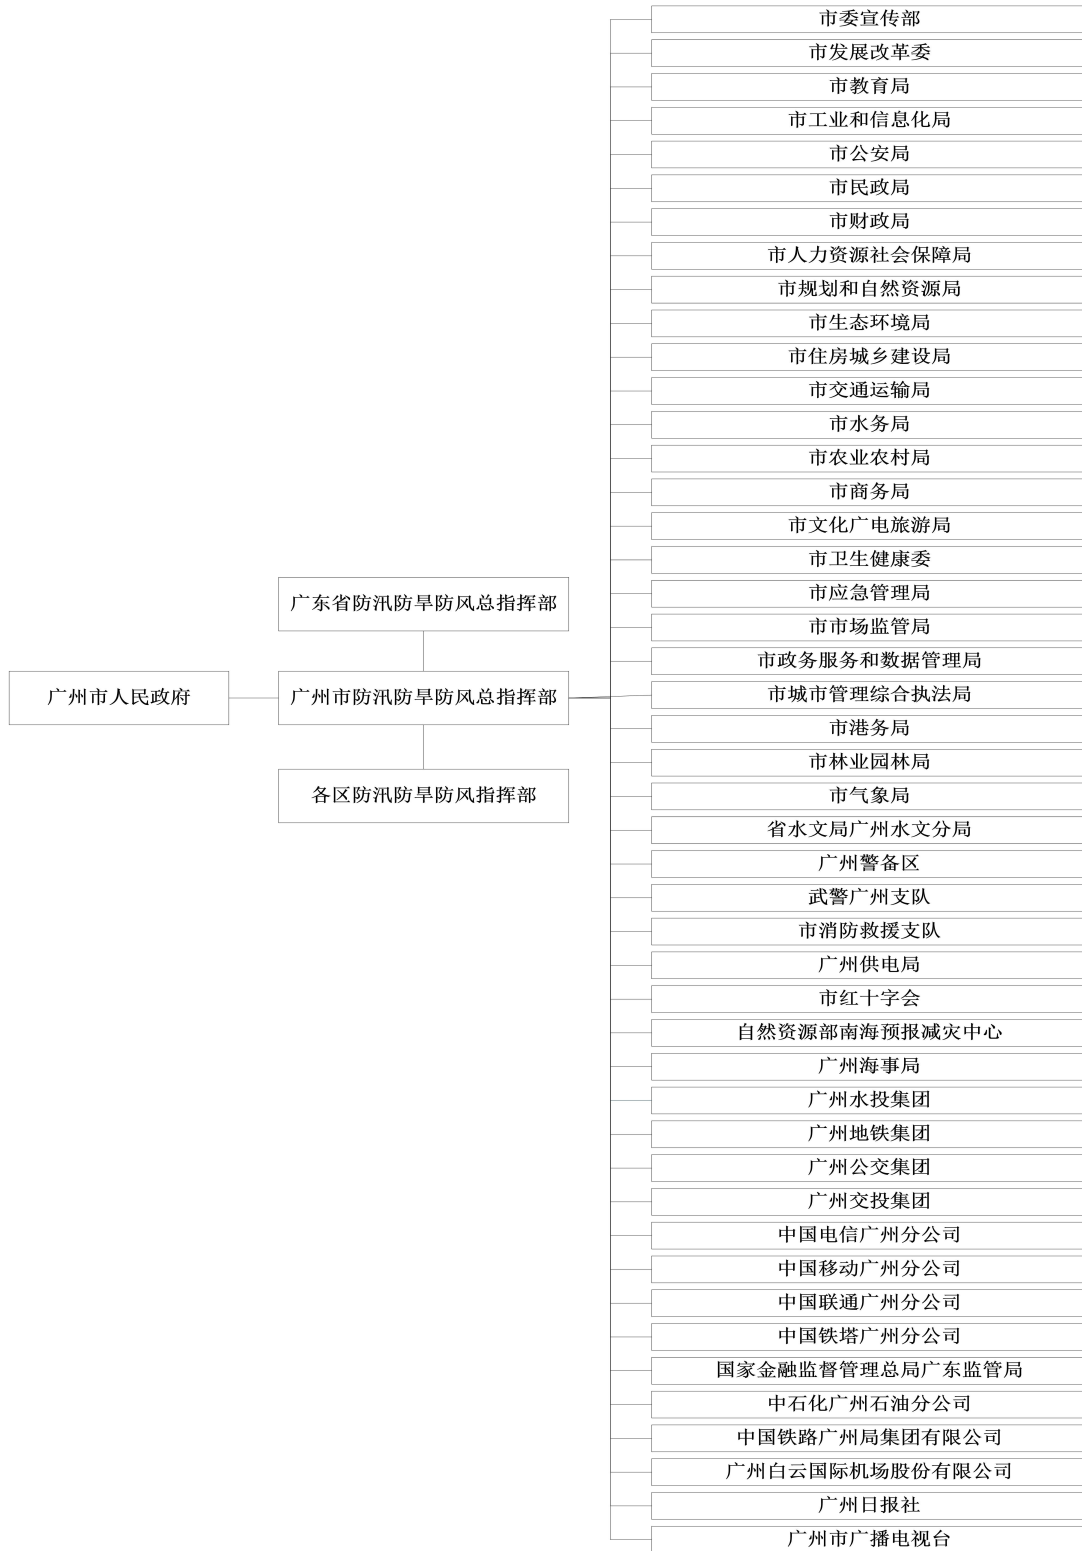 市委宣传部
市发展改革委
市教育局
市工业和信息化局
市公安局
市民政局
市财政局
市人力资源社会保障局
市规划和自然资源局
市生态环境局
市住房城乡建设局
市交通运输局
市水务局
市农业农村局
市商务局
市文化广电旅游局
市卫生健康委
市应急管理局
市市场监管局
市政务服务和数据管理局
市城市管理综合执法局
市港务局
市林业园林局
市气象局
省水文局广州水文分局
广州警备区
武警广州支队
市消防救援支队
广州供电局
市红十字会
自然资源部南海预报减灾中心
广州海事局
广州水投集团
广州地铁集团
广州公交集团
广州交投集团
中国电信广州分公司
中国移动广州分公司
中国联通广州分公司
中国铁塔广州分公司
国家金融监督管理总局广东监管局
中石化广州石油分公司
中国铁路广州局集团有限公司
广州白云国际机场股份有限公司
广州日报社
广州市广播电视台
广东省防汛防旱防风总指挥部
广州市人民政府
广州市防汛防旱防风总指挥部
各区防汛防旱防风指挥部